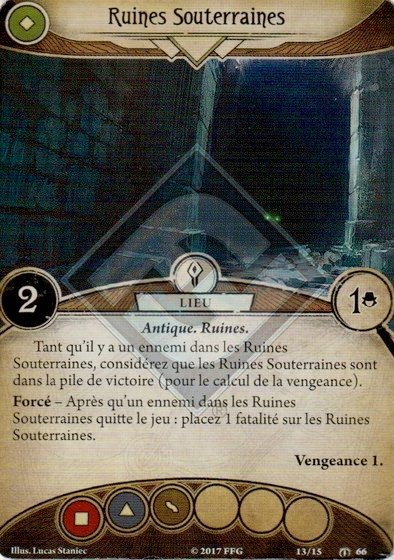 Ruines Souterraines
2
LIEU
1
Antique. Ruines.
Tant qu'il y a un ennemi dans les Ruines
Souterraines, considérez que les Ruines Souterraines sont
dans la pile de victoire (pour le calcul de la vengeance).
Forcé – Après qu'un ennemi dans les Ruines
Souterraines quitte le jeu : placez 1 fatalité sur les Ruines
Souterraines.
Vengeance 1.
Illus. Lucas Staniec
© 2017 FFG
13/15
66